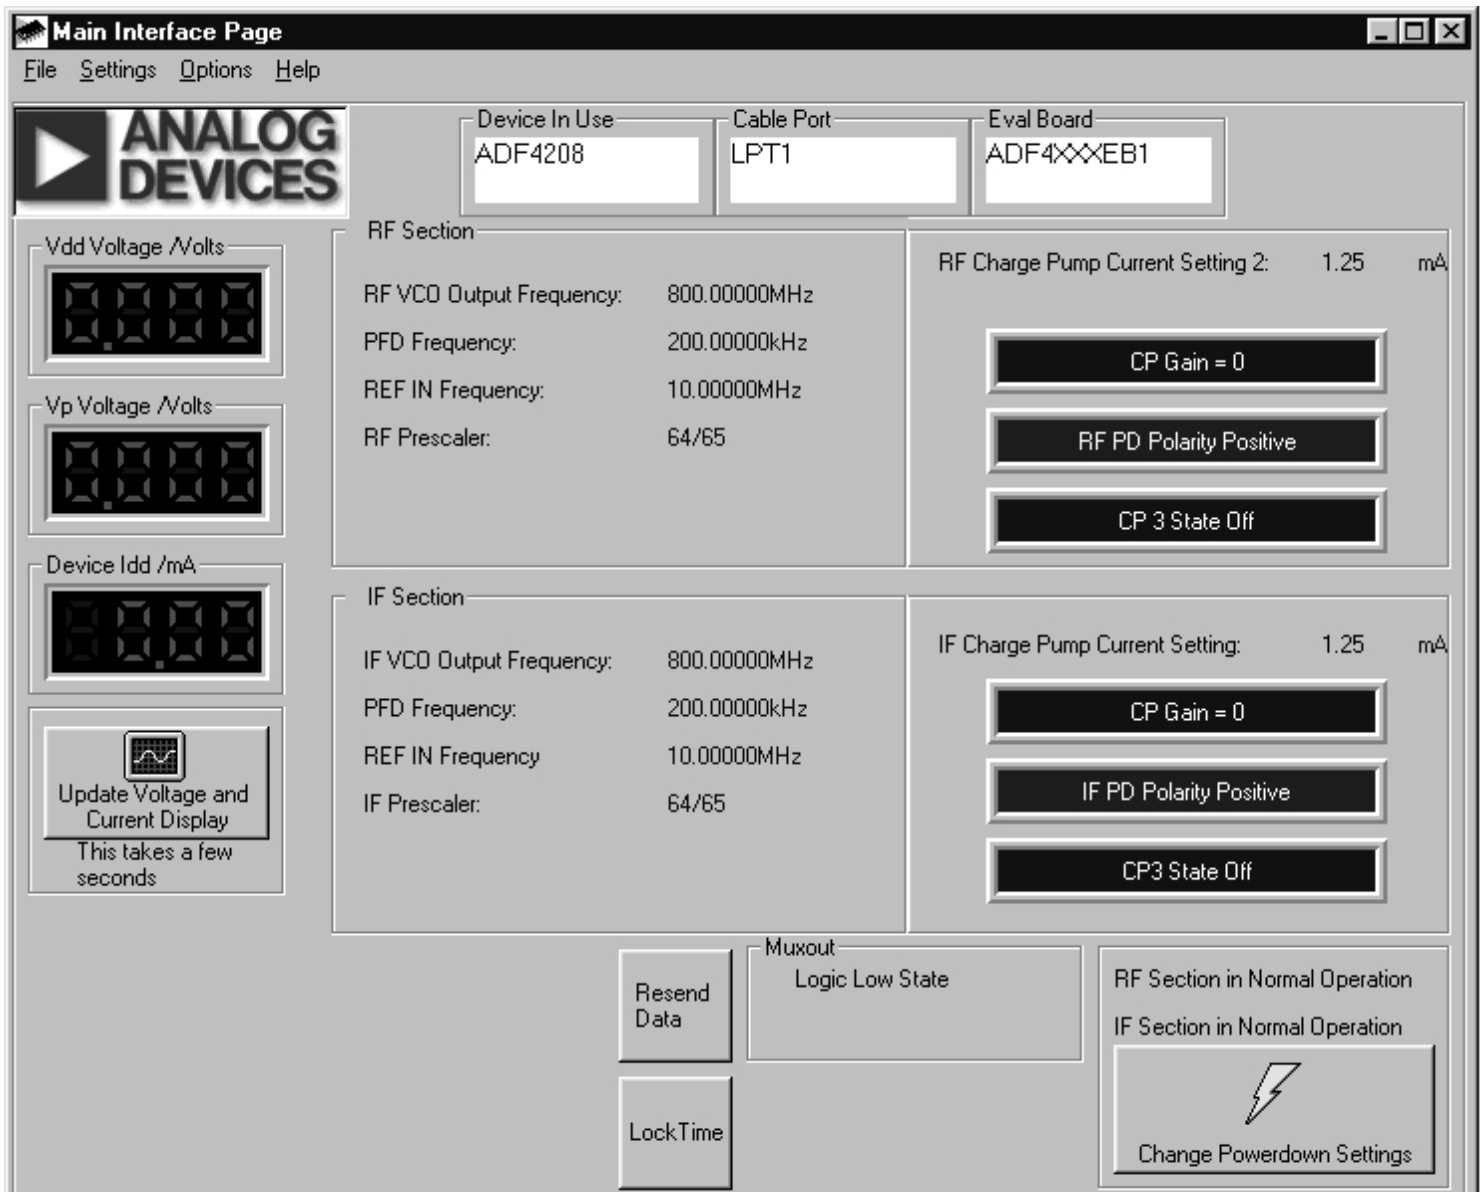 Main Interface Page
File Settings Options Help
ANALOG
DEVICES
Device In Use
ADF4208
Cable Port
LPT1
Eval Board
ADF4XXXEB1
Vdd Voltage /Volts
Vp Voltage /Volts
Device Idd /mA
Update Voltage and
Current Display
This takes a few
seconds
RF Section
RF VCO Output Frequency: 800.00000MHz
PFD Frequency: 200.00000kHz
REF IN Frequency: 10.00000MHz
RF Prescaler: 64/65
RF Charge Pump Current Setting 2: 1.25 mA
CP Gain = 0
RF PD Polarity Positive
CP 3 State Off
IF Section
IF VCO Output Frequency: 800.00000MHz
PFD Frequency: 200.00000kHz
REF IN Frequency 10.00000MHz
IF Prescaler: 64/65
IF Charge Pump Current Setting: 1.25 mA
CP Gain = 0
IF PD Polarity Positive
CP3 State Off
Resend
Data
LockTime
Muxout
Logic Low State
RF Section in Normal Operation
IF Section in Normal Operation
Change Powerdown Settings